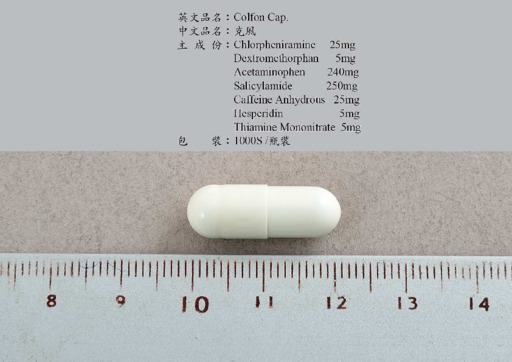 英文品名：Colfon Cap.
中文品名：克風
主 成 份：Chlorpheniramine 25mg
Dextromethorphan 5mg
Acetaminophen 240mg
Salicylamide 250mg
Caffeine Anhydrous 25mg
Hesperidin 5mg
Thiamine Mononitrate 5mg
包 裝：1000S /瓶裝
8 9 10 11 12 13 14